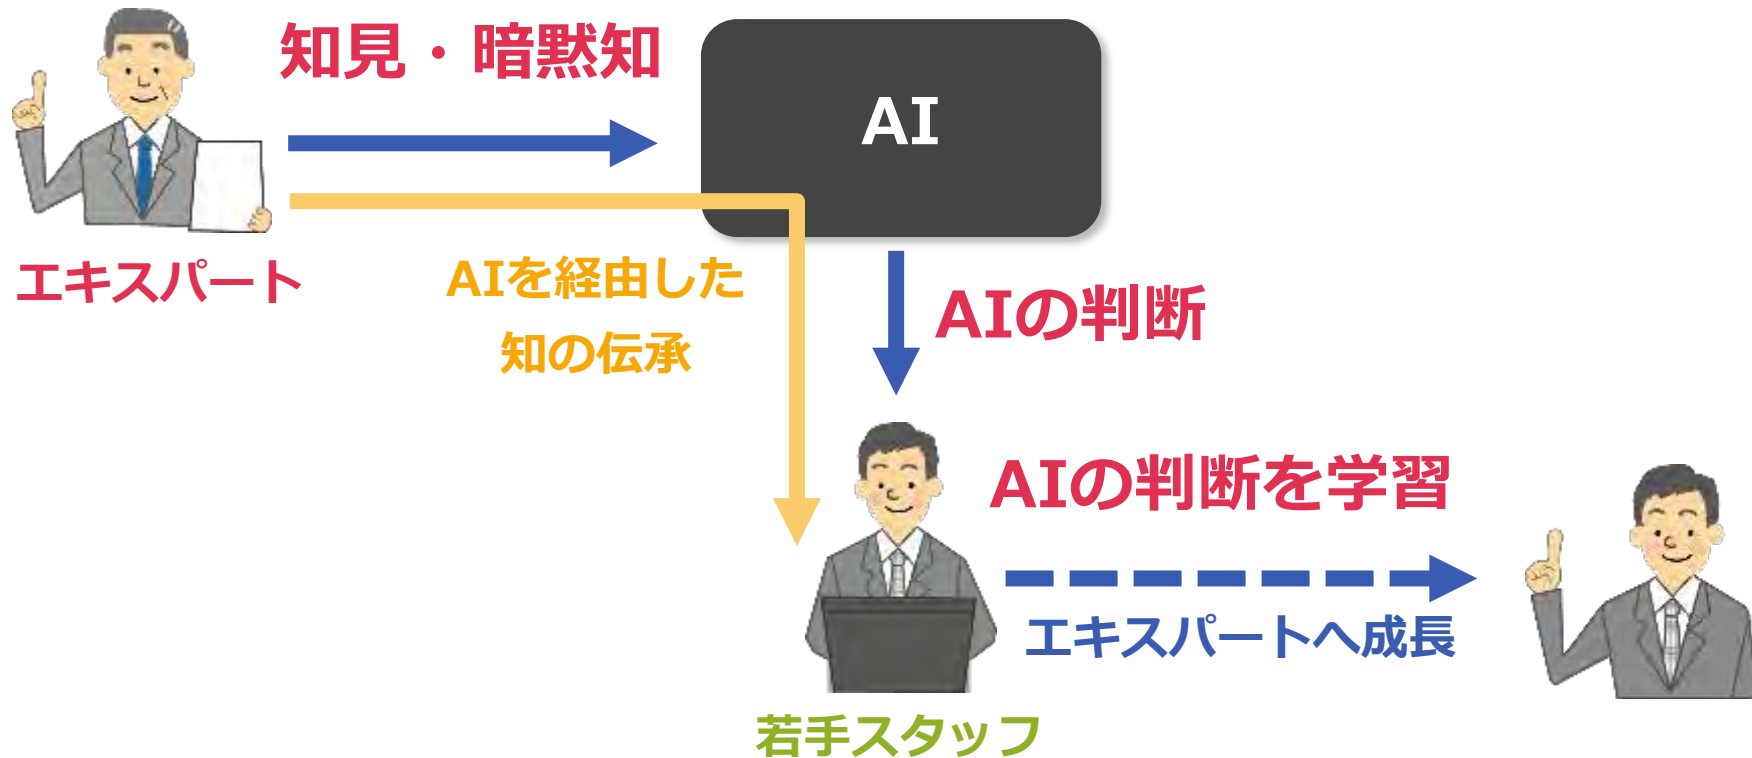 知見・暗黙知
AI
エキスパート
AIを経由した
知の伝承
AIの判断
AIの判断を学習
エキスパートへ成長
若手スタッフ